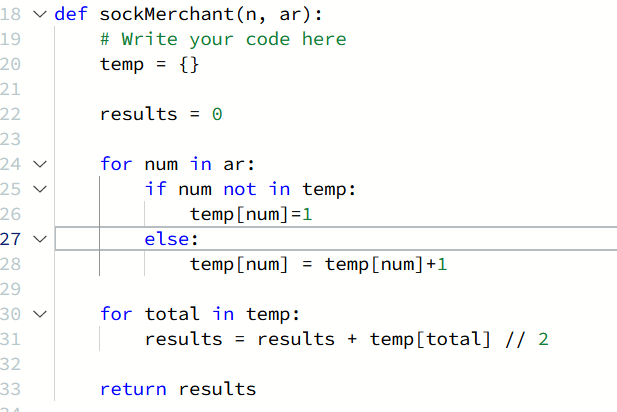 18 def sockMerchant(n, ar):
19 # Write your code here
20 temp = {}
21
22 results = 0
23
24 for num in ar:
25 if num not in temp:
26 temp[num]=1
27 else:
28 temp[num] = temp[num]+1
29
30 for total in temp:
31 results = results + temp[total] // 2
32
33 return results